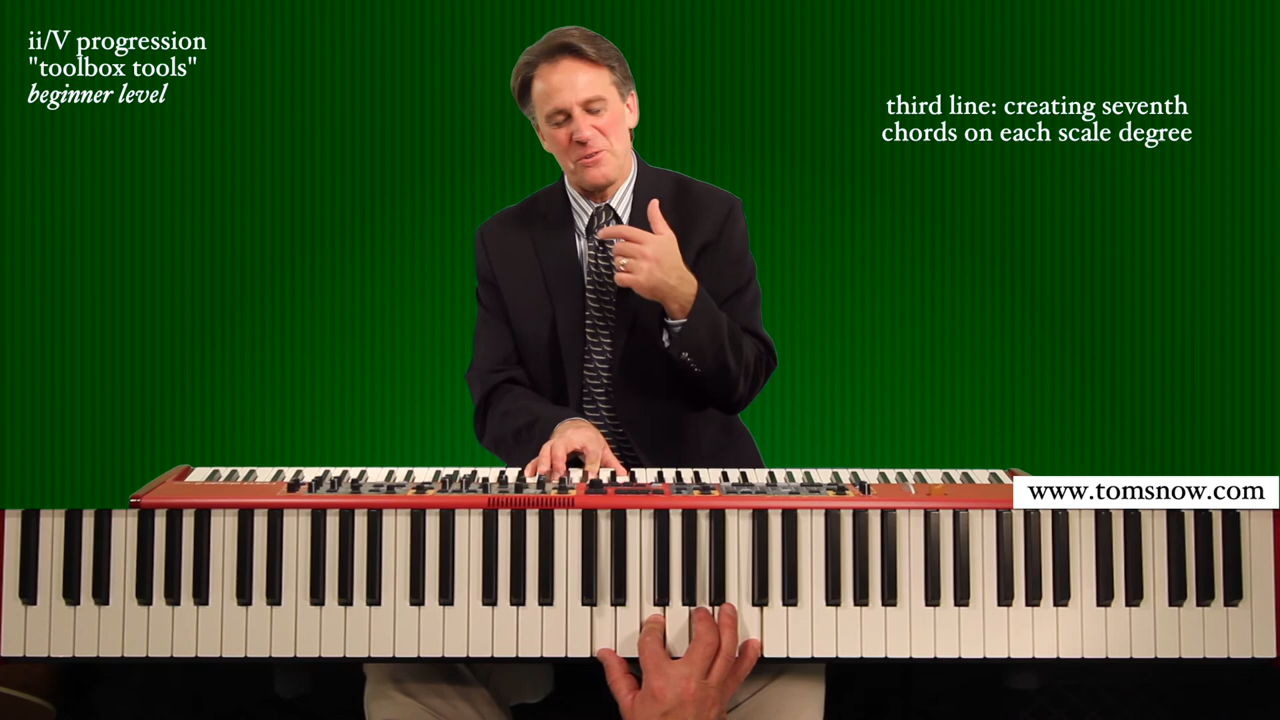 ii/V progression
"toolbox tools"
beginner level
third line: creating seventh
chords on each scale degree
www.tomsnow.com